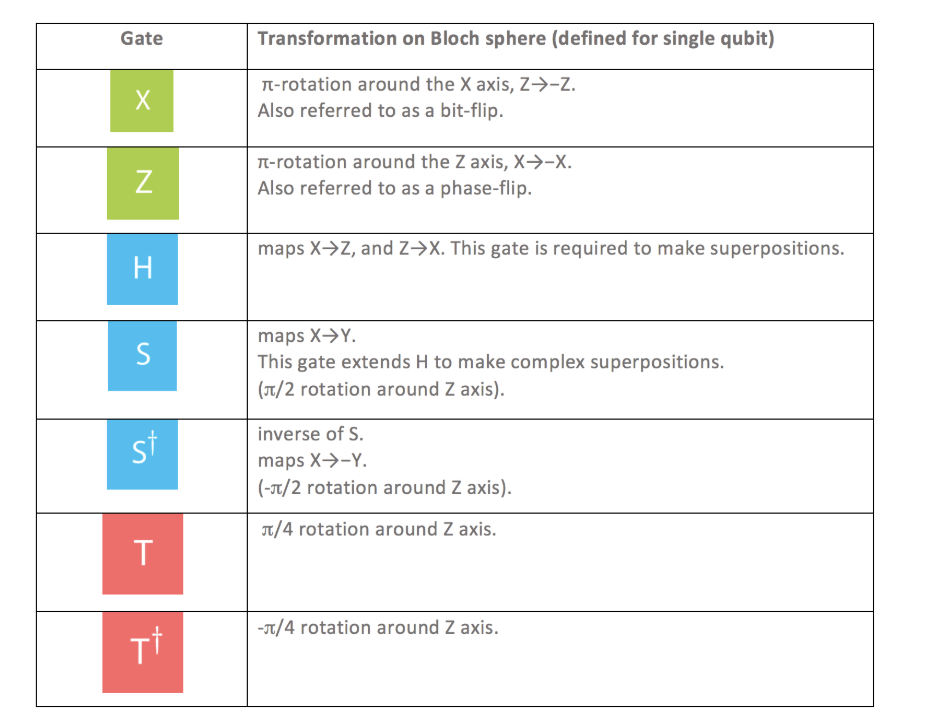 Gate
Transformation on Bloch sphere (defined for single qubit)
X
π-rotation around the X axis, Z→−Z.
Also referred to as a bit-flip.
Z
π-rotation around the Z axis, X→−X.
Also referred to as a phase-flip.
H
maps X→Z, and Z→X. This gate is required to make superpositions.
S
maps X→Y.
This gate extends H to make complex superpositions.
(π/2 rotation around Z axis).
S†
inverse of S.
maps X→−Y.
(-π/2 rotation around Z axis).
T
π/4 rotation around Z axis.
T†
-π/4 rotation around Z axis.